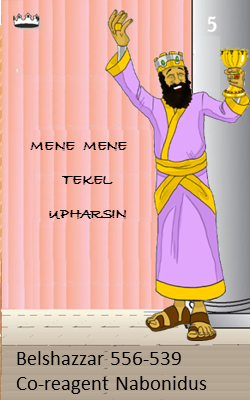 5
MENE MENE
TEKEL
UPHARSIN
Belshazzar 556-539
Co-reagent Nabonidus